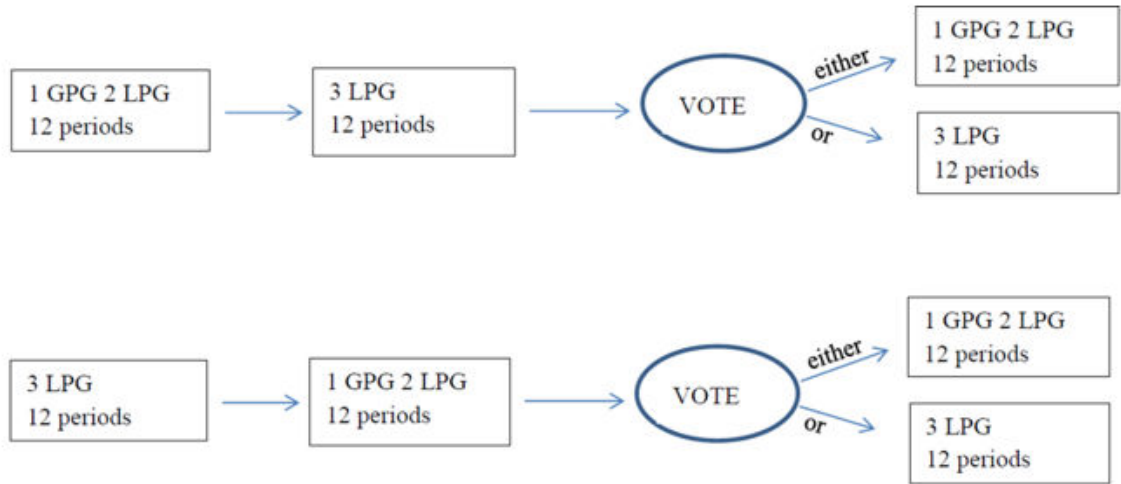 1 GPG 2 LPG
12 periods
3 LPG
12 periods
VOTE
either
1 GPG 2 LPG
12 periods
or
3 LPG
12 periods
3 LPG
12 periods
1 GPG 2 LPG
12 periods
VOTE
either
1 GPG 2 LPG
12 periods
or
3 LPG
12 periods